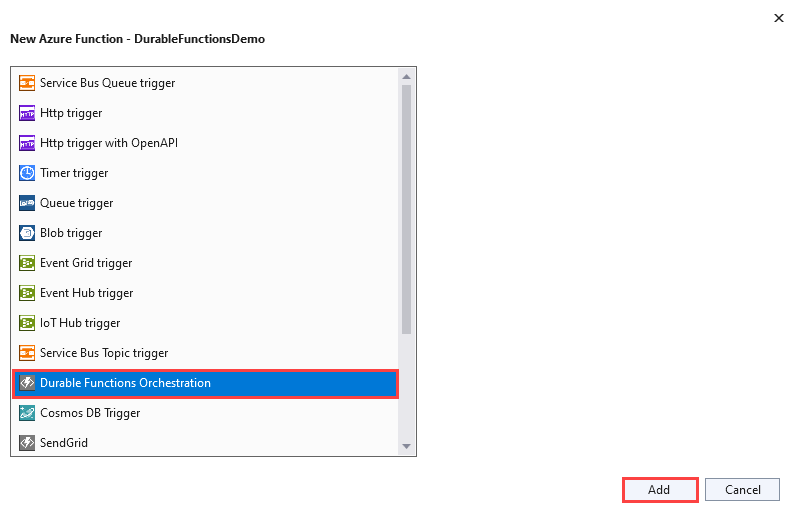 New Azure Function - DurableFunctionsDemo
Service Bus Queue trigger
Http trigger
Http trigger with OpenAPI
Timer trigger
Queue trigger
Blob trigger
Event Grid trigger
Event Hub trigger
IoT Hub trigger
Service Bus Topic trigger
Durable Functions Orchestration
Cosmos DB Trigger
SendGrid
Add Cancel